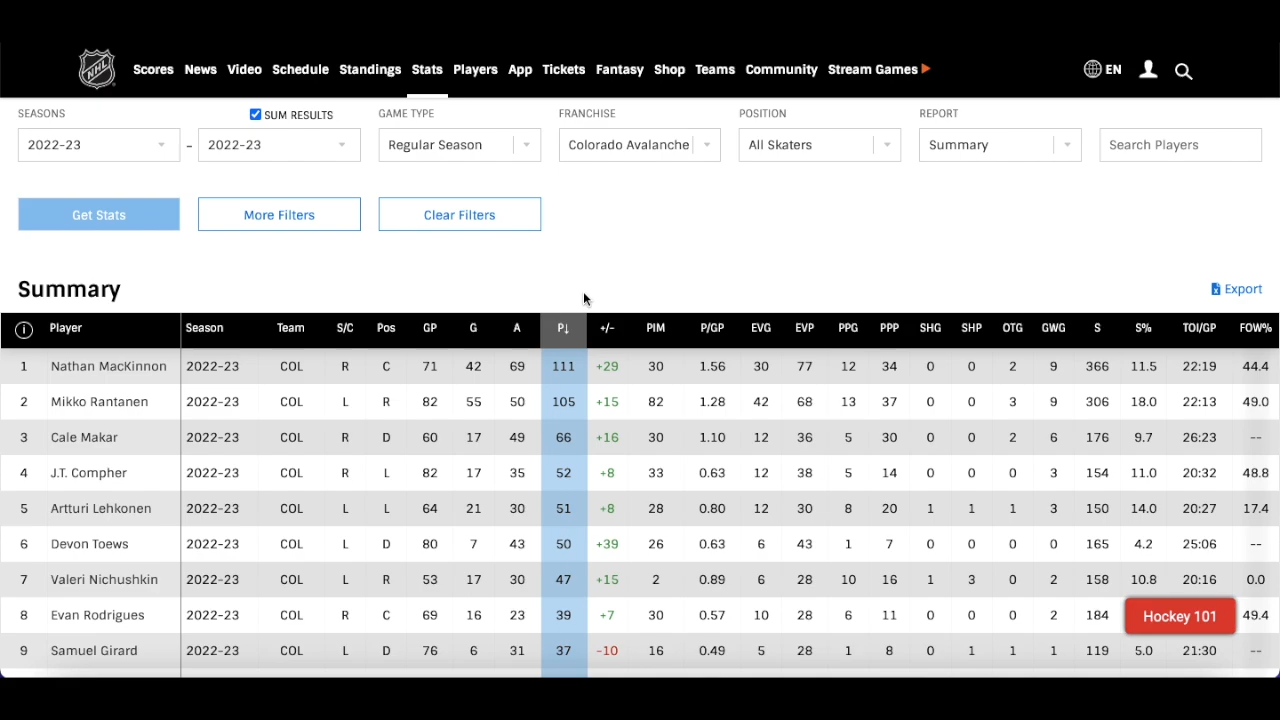 NHL Scores News Video Schedule Standings Stats Players App Tickets Fantasy Shop Teams Community Stream Games EN
SEASONS SUM RESULTS GAME TYPE FRANCHISE POSITION REPORT
2022-23 - 2022-23 Regular Season Colorado Avalanche All Skaters Summary Search Players
Get Stats More Filters Clear Filters
Summary Export
i Player Season Team S/C Pos GP G A P↓ +/- PIM P/GP EVG EVP PPG PPP SHG SHP OTG GWG S S% TOI/GP FOW%
1 Nathan MacKinnon 2022-23 COL R C 71 42 69 111 +29 30 1.56 30 77 12 34 0 0 2 9 366 11.5 22:19 44.4
2 Mikko Rantanen 2022-23 COL L R 82 55 50 105 +15 82 1.28 42 68 13 37 0 0 3 9 306 18.0 22:13 49.0
3 Cale Makar 2022-23 COL R D 60 17 49 66 +16 30 1.10 12 36 5 30 0 0 2 6 176 9.7 26:23 --
4 J.T. Compher 2022-23 COL R L 82 17 35 52 +8 33 0.63 12 38 5 14 0 0 0 3 154 11.0 20:32 48.8
5 Artturi Lehkonen 2022-23 COL L L 64 21 30 51 +8 28 0.80 12 30 8 20 1 1 1 3 150 14.0 20:27 17.4
6 Devon Toews 2022-23 COL L D 80 7 43 50 +39 26 0.63 6 43 1 7 0 0 0 0 165 4.2 25:06 --
7 Valeri Nichushkin 2022-23 COL L R 53 17 30 47 +15 2 0.89 6 28 10 16 1 3 0 2 158 10.8 20:16 0.0
8 Evan Rodrigues 2022-23 COL R C 69 16 23 39 +7 30 0.57 10 28 6 11 0 0 0 2 184 Hockey 101 49.4
9 Samuel Girard 2022-23 COL L D 76 6 31 37 -10 16 0.49 5 28 1 8 0 1 1 1 119 5.0 21:30 --